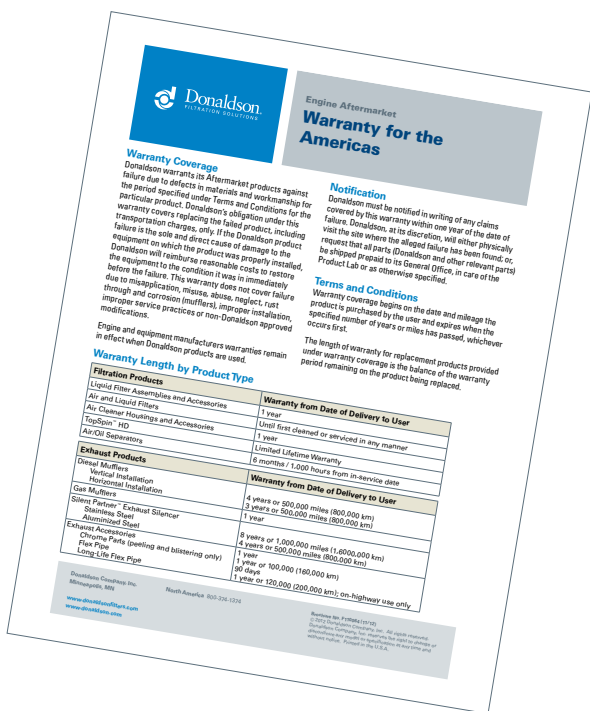 Donaldson.
FILTRATION SOLUTIONS
Engine Aftermarket
Warranty for the
Americas
Warranty Coverage
Donaldson warrants its Aftermarket products against
failure due to defects in materials and workmanship for
the period specified under Terms and Conditions for the
particular product. Donaldson's obligation under this
warranty covers replacing the failed product, including
transportation charges, only. If the Donaldson product
failure is the sole and direct cause of damage to the
equipment on which the product was properly installed,
Donaldson will reimburse reasonable costs to restore
the equipment to the condition it was in immediately
before the failure. This warranty does not cover failure
due to misapplication, misuse, abuse, neglect, rust
through and corrosion (mufflers), improper installation,
improper service practices or non-Donaldson approved
modifications.
Engine and equipment manufacturers warranties remain
in effect when Donaldson products are used.
Notification
Donaldson must be notified in writing of any claims
covered by this warranty within one year of the date of
failure. Donaldson, at its discretion, will either physically
visit the site where the alleged failure has been found; or,
request that all parts (Donaldson and other relevant parts)
be shipped prepaid to its General Office, in care of the
Product Lab or as otherwise specified.
Terms and Conditions
Warranty coverage begins on the date and mileage the
product is purchased by the user and expires when the
specified number of years or miles has passed, whichever
occurs first.
The length of warranty for replacement products provided
under warranty coverage is the balance of the warranty
period remaining on the product being replaced.
Warranty Length by Product Type
Filtration Products Warranty from Date of Delivery to User
Liquid Filter Assemblies and Accessories 1 year
Air and Liquid Filters Until first cleaned or serviced in any manner
Air Cleaner Housings and Accessories 1 year
TopSpin™ HD Limited Lifetime Warranty
Air/Oil Separators 6 months / 1,000 hours from in-service date
Exhaust Products Warranty from Date of Delivery to User
Diesel Mufflers
Vertical Installation 4 years or 500,000 miles (800,000 km)
Horizontal Installation 3 years or 500,000 miles (800,000 km)
Gas Mufflers 1 year
Silent Partner™ Exhaust Silencer
Stainless Steel 8 years or 1,000,000 miles (1,6000,000 km)
Aluminized Steel 4 years or 500,000 miles (800,000 km)
Exhaust Accessories 1 year
Chrome Parts (peeling and blistering only) 1 year or 100,000 (160,000 km)
Flex Pipe 90 days
Long-Life Flex Pipe 1 year or 120,000 (200,000 km); on-highway use only
Donaldson Company Inc.
Minneapolis, MN
www.donaldsonfilters.com
www.donaldson.com
North America